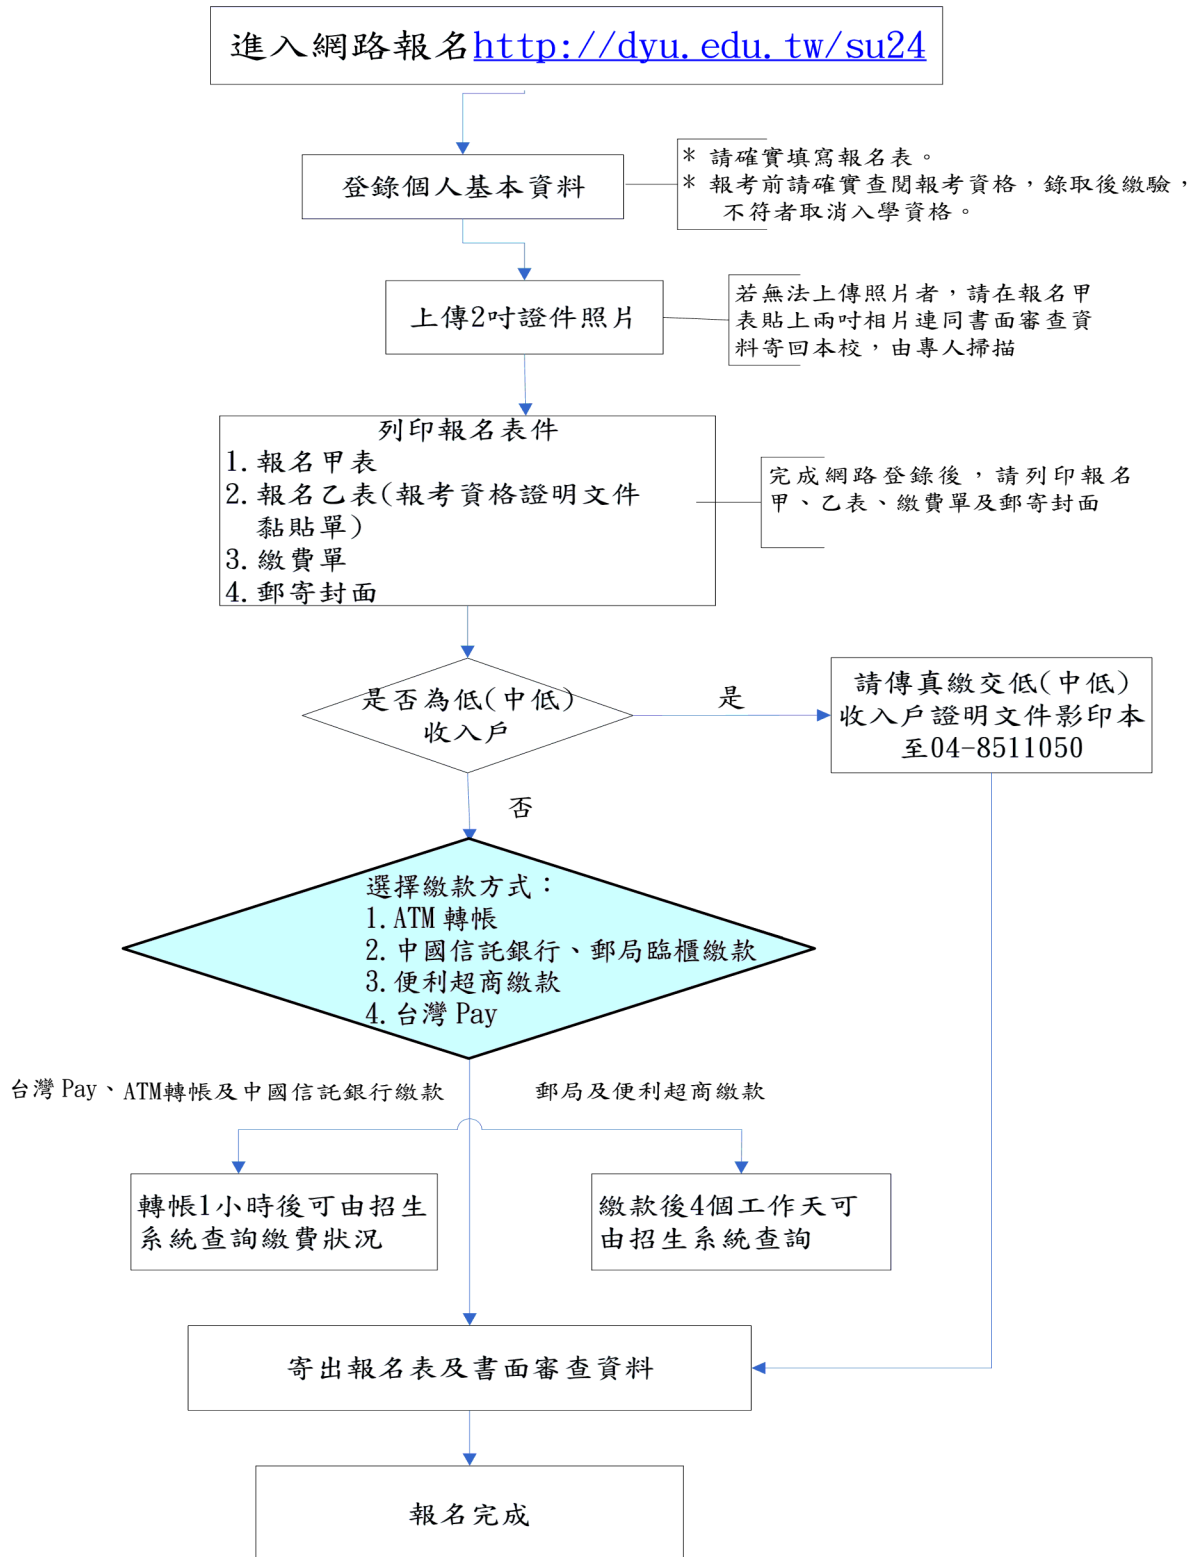 進入網路報名http://dyu.edu.tw/su24
登錄個人基本資料
* 請確實填寫報名表。
* 報考前請確實查閱報考資格，錄取後繳驗，
不符者取消入學資格。
上傳2吋證件照片
若無法上傳照片者，請在報名甲
表貼上兩吋相片連同書面審查資
料寄回本校，由專人掃描
列印報名表件
1.報名甲表
2.報名乙表(報考資格證明文件
黏貼單)
3.繳費單
4.郵寄封面
完成網路登錄後，請列印報名
甲、乙表、繳費單及郵寄封面
是否為低(中低)
收入戶
是
請傳真繳交低(中低)
收入戶證明文件影印本
至04-8511050
否
選擇繳款方式：
1.ATM 轉帳
2.中國信託銀行、郵局臨櫃繳款
3.便利超商繳款
4.台灣 Pay
台灣 Pay、ATM轉帳及中國信託銀行繳款
郵局及便利超商繳款
轉帳1小時後可由招生
系統查詢繳費狀況
繳款後4個工作天可
由招生系統查詢
寄出報名表及書面審查資料
報名完成